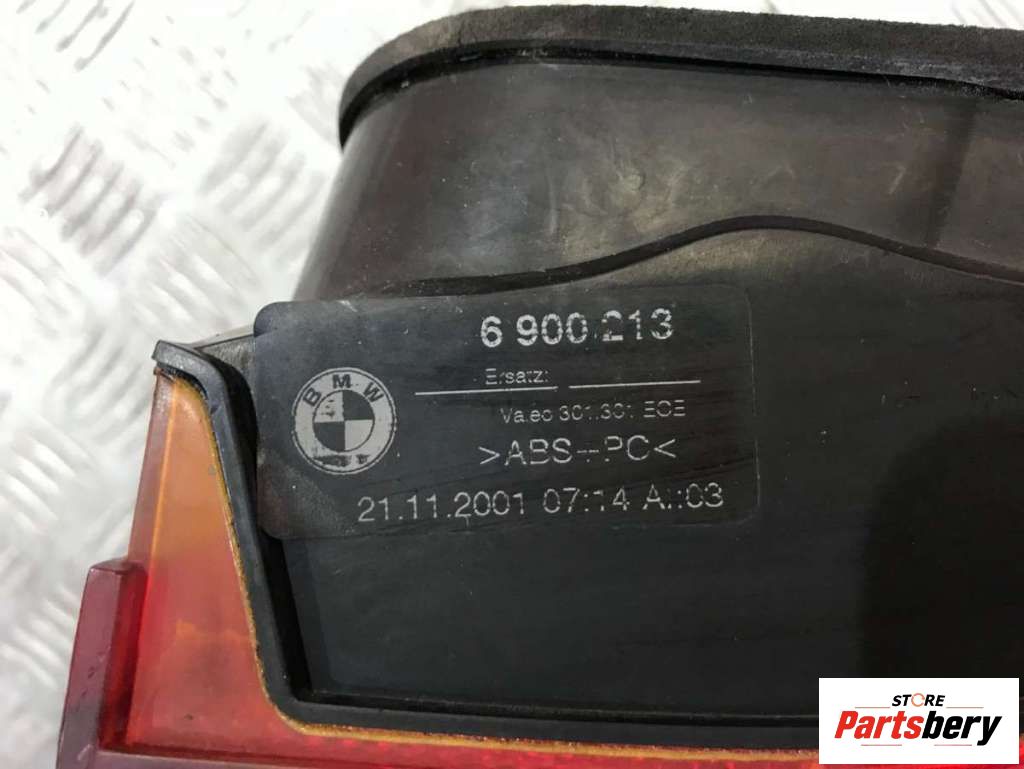 6 900.213
BMW
Ersatz:
Valeo 301.301 ECE
>ABS-PC<
21.11.2001 07:14 A.:03
STORE
Partsbery